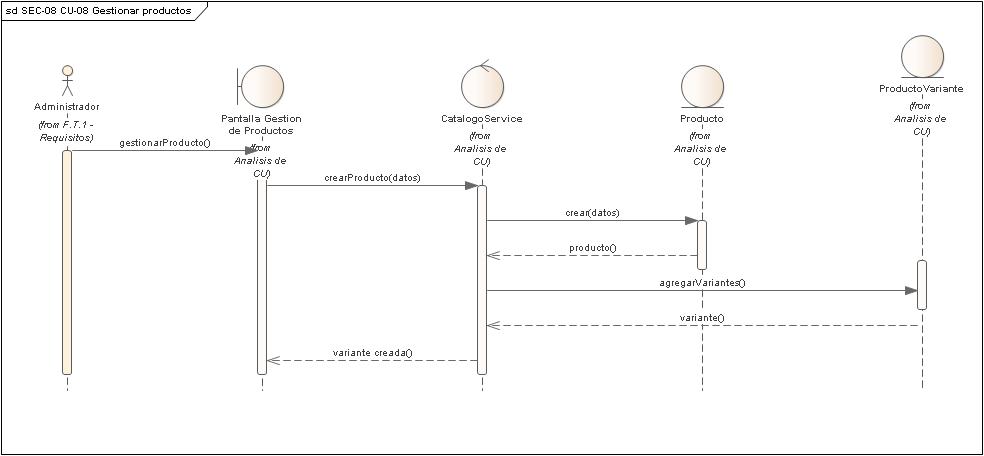 sd SEC-08 CU-08 Gestionar productos
Administrador
(from F.T.1 -
Requisitos)
Pantalla Gestion
de Productos
(from
Analisis de
CU)
CatalogoService
(from
Analisis de
CU)
Producto
(from
Analisis de
CU)
ProductoVariante
(from
Analisis de
CU)
gestionarProducto()
crearProducto(datos)
crear(datos)
producto()
agregarVariantes()
variante()
variante creada()